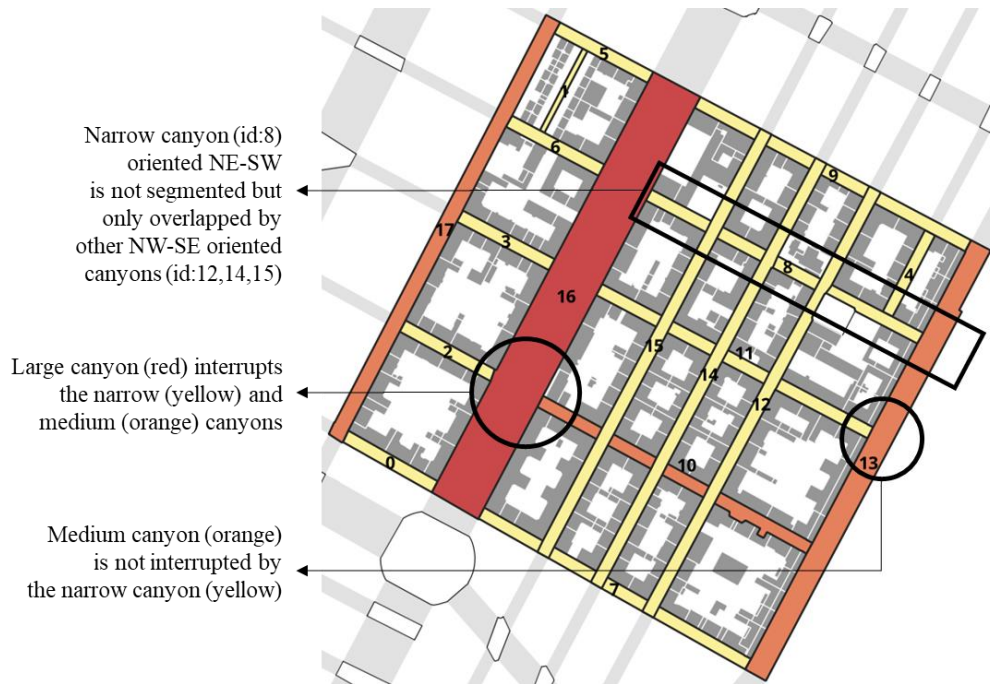 Narrow canyon (id:8)
oriented NE-SW
is not segmented but
only overlapped by
other NW-SE oriented
canyons (id:12,14,15)
Large canyon (red) interrupts
the narrow (yellow) and
medium (orange) canyons
Medium canyon (orange)
is not interrupted by
the narrow canyon (yellow)
5
1
6
9
17
3
8
4
16
2
15
11
14
12
0
10
13
7